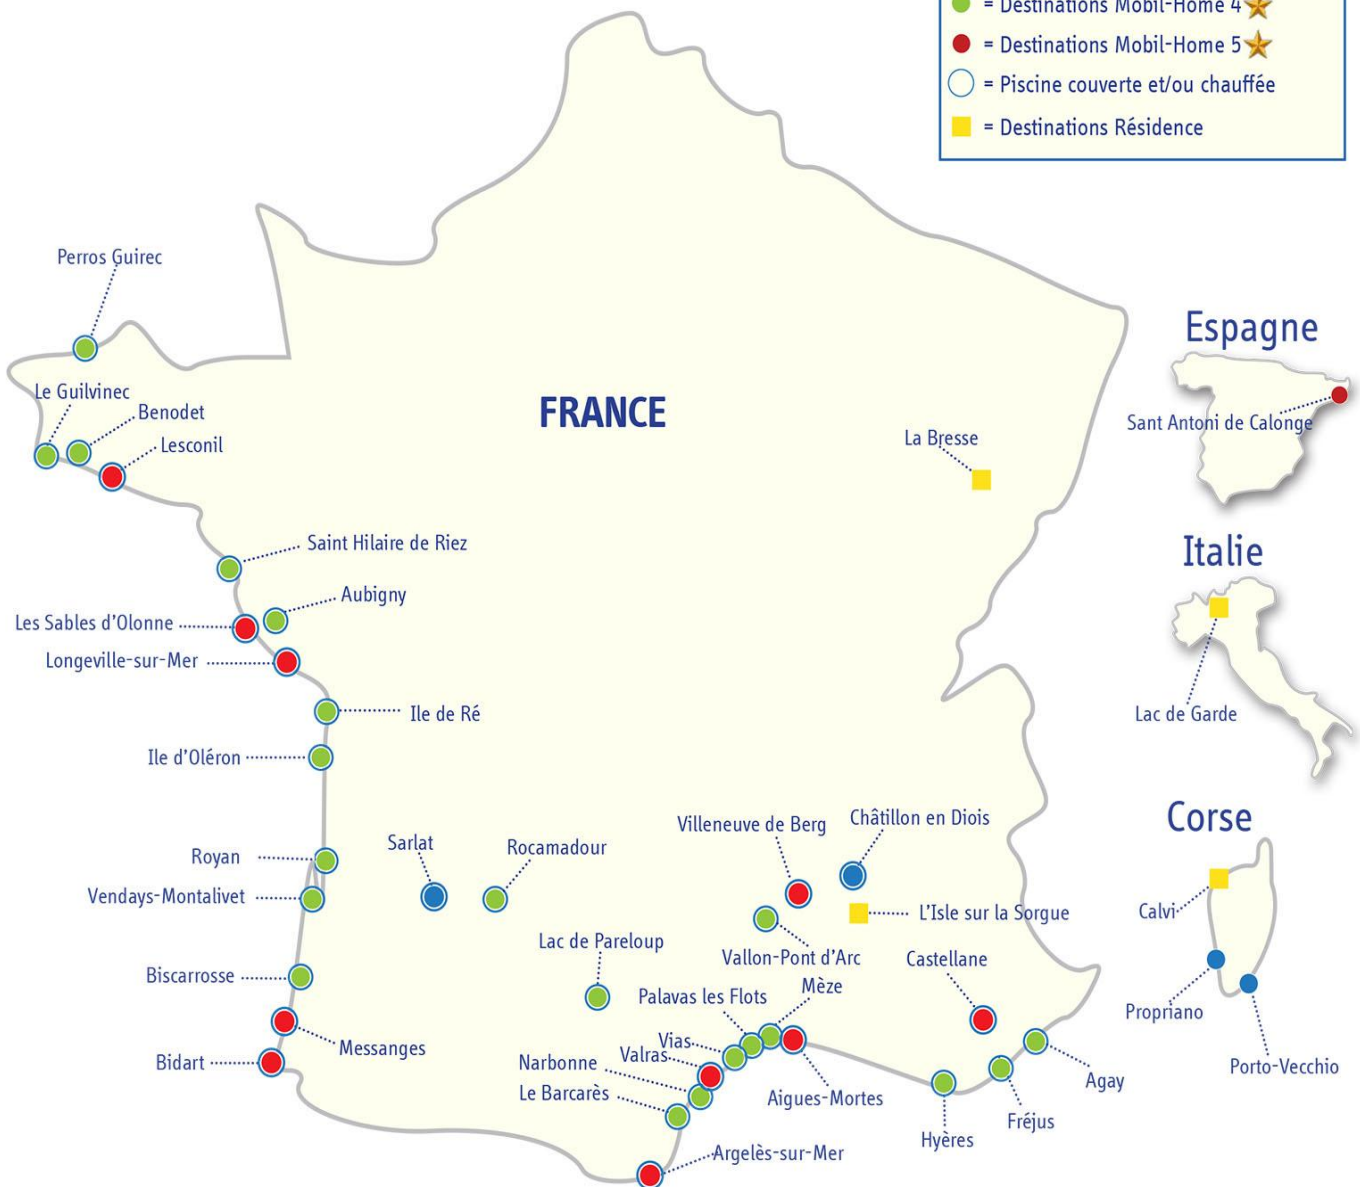 = Destinations Mobil-Home 4
= Destinations Mobil-Home 5
= Piscine couverte et/ou chauffée
= Destinations Résidence
Perros Guirec
Le Guilvinec
Benodet
Lesconil
FRANCE
La Bresse
Espagne
Sant Antoni de Calonge
Saint Hilaire de Riez
Aubigny
Les Sables d'Olonne
Longeville-sur-Mer
Ile de Ré
Ile d'Oléron
Italie
Lac de Garde
Royan
Vendays-Montalivet
Sarlat
Rocamadour
Villeneuve de Berg
Châtillon en Diois
L'Isle sur la Sorgue
Vallon-Pont d'Arc
Castellane
Lac de Pareloup
Biscarrosse
Messanges
Bidart
Palavas les Flots
Mèze
Vias
Valras
Narbonne
Le Barcarès
Aigues-Mortes
Argelès-sur-Mer
Hyères
Fréjus
Agay
Corse
Calvi
Propriano
Porto-Vecchio